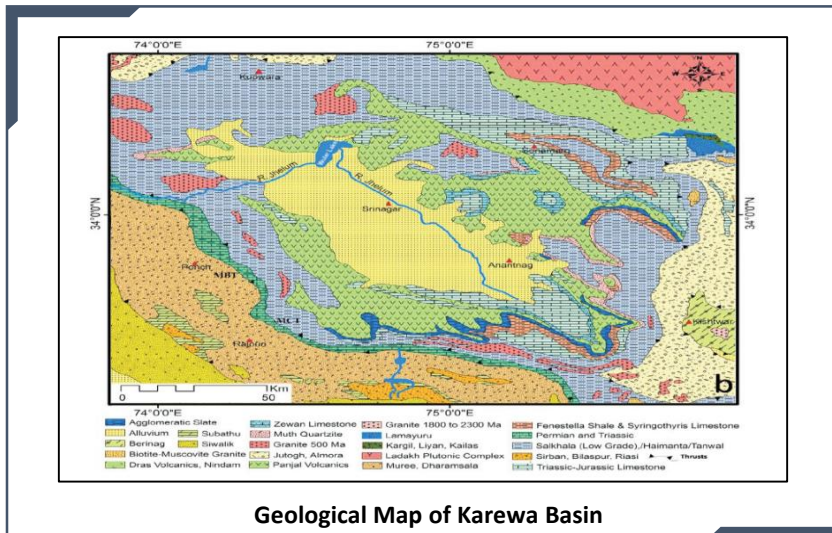 74°0'0"E 75°0'0"E
N
Kupwara
Sonamarg
R. Jhelum
R. Jhelum
34°0'0"N 34°0'0"N
Srinagar
Anantnag
MBT
Kishtwar
MCT
Rajouri
0 50
Km
b
74°0'0"E 75°0'0"E
Agglomeratic Slate Zewan Limestone Granite 1800 to 2300 Ma Fenestella Shale & Syringothyris Limestone
Alluvium Subathu Muth Quartzite Lamayuru Permian and Triassic
Berinag Siwalik Granite 500 Ma Kargil, Liyan, Kailas Salkhala (Low Grade),/Haimanta/Tanwal
Biotite-Muscovite Granite Jutogh, Almora Ladakh Plutonic Complex Sirban, Bilaspur, Riasi Thrusts
Dras Volcanics, Nindam Panjal Volcanics Muree, Dharamsala Triassic-Jurassic Limestone
Geological Map of Karewa Basin